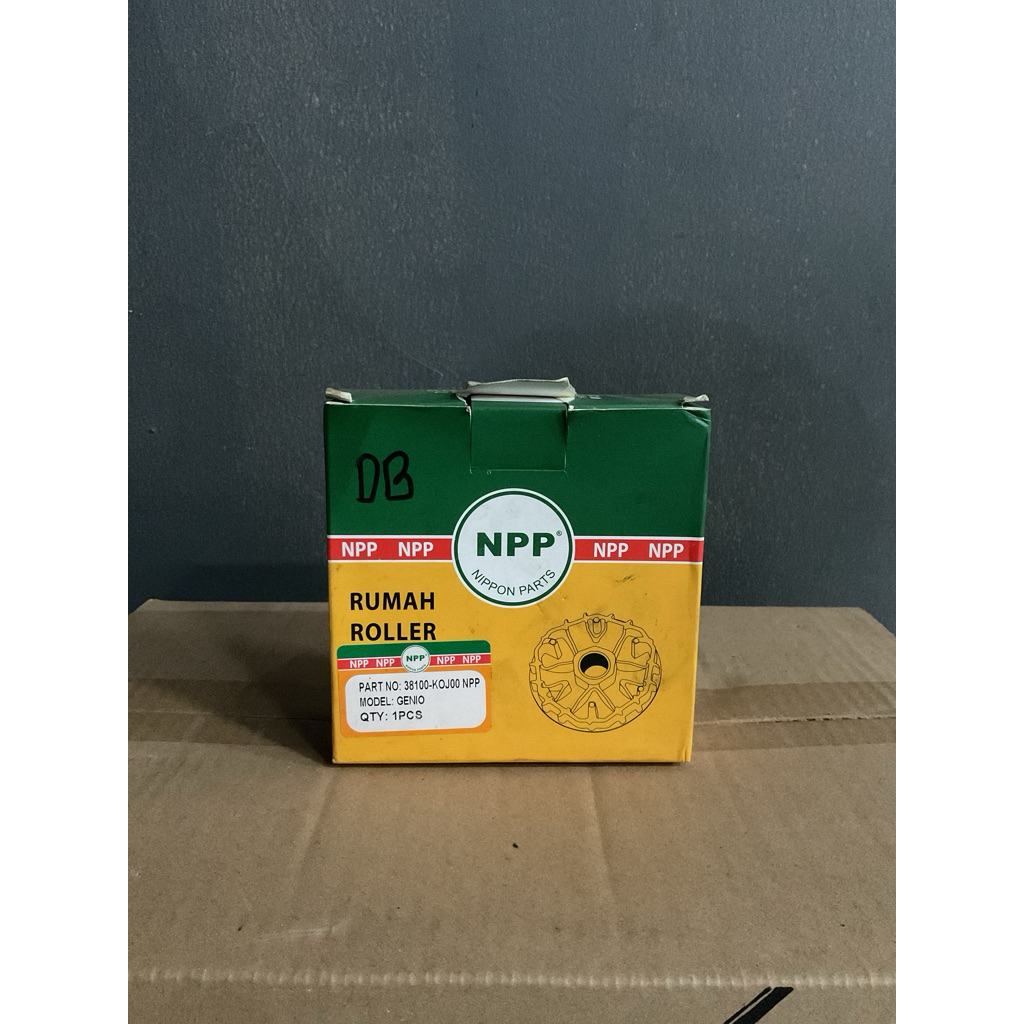 DB
NPP NPP NPP® NPP NPP
NIPPON PARTS
RUMAH
ROLLER
NPP NPP NPP NPP NPP
PART NO: 38100-KOJ00 NPP
MODEL: GENIO
QTY: 1PCS